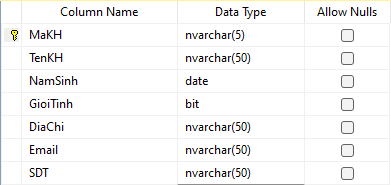 Column Name Data Type Allow Nulls
MaKH nvarchar(5)
TenKH nvarchar(50)
NamSinh date
GioiTinh bit
DiaChi nvarchar(50)
Email nvarchar(50)
SDT nvarchar(50)